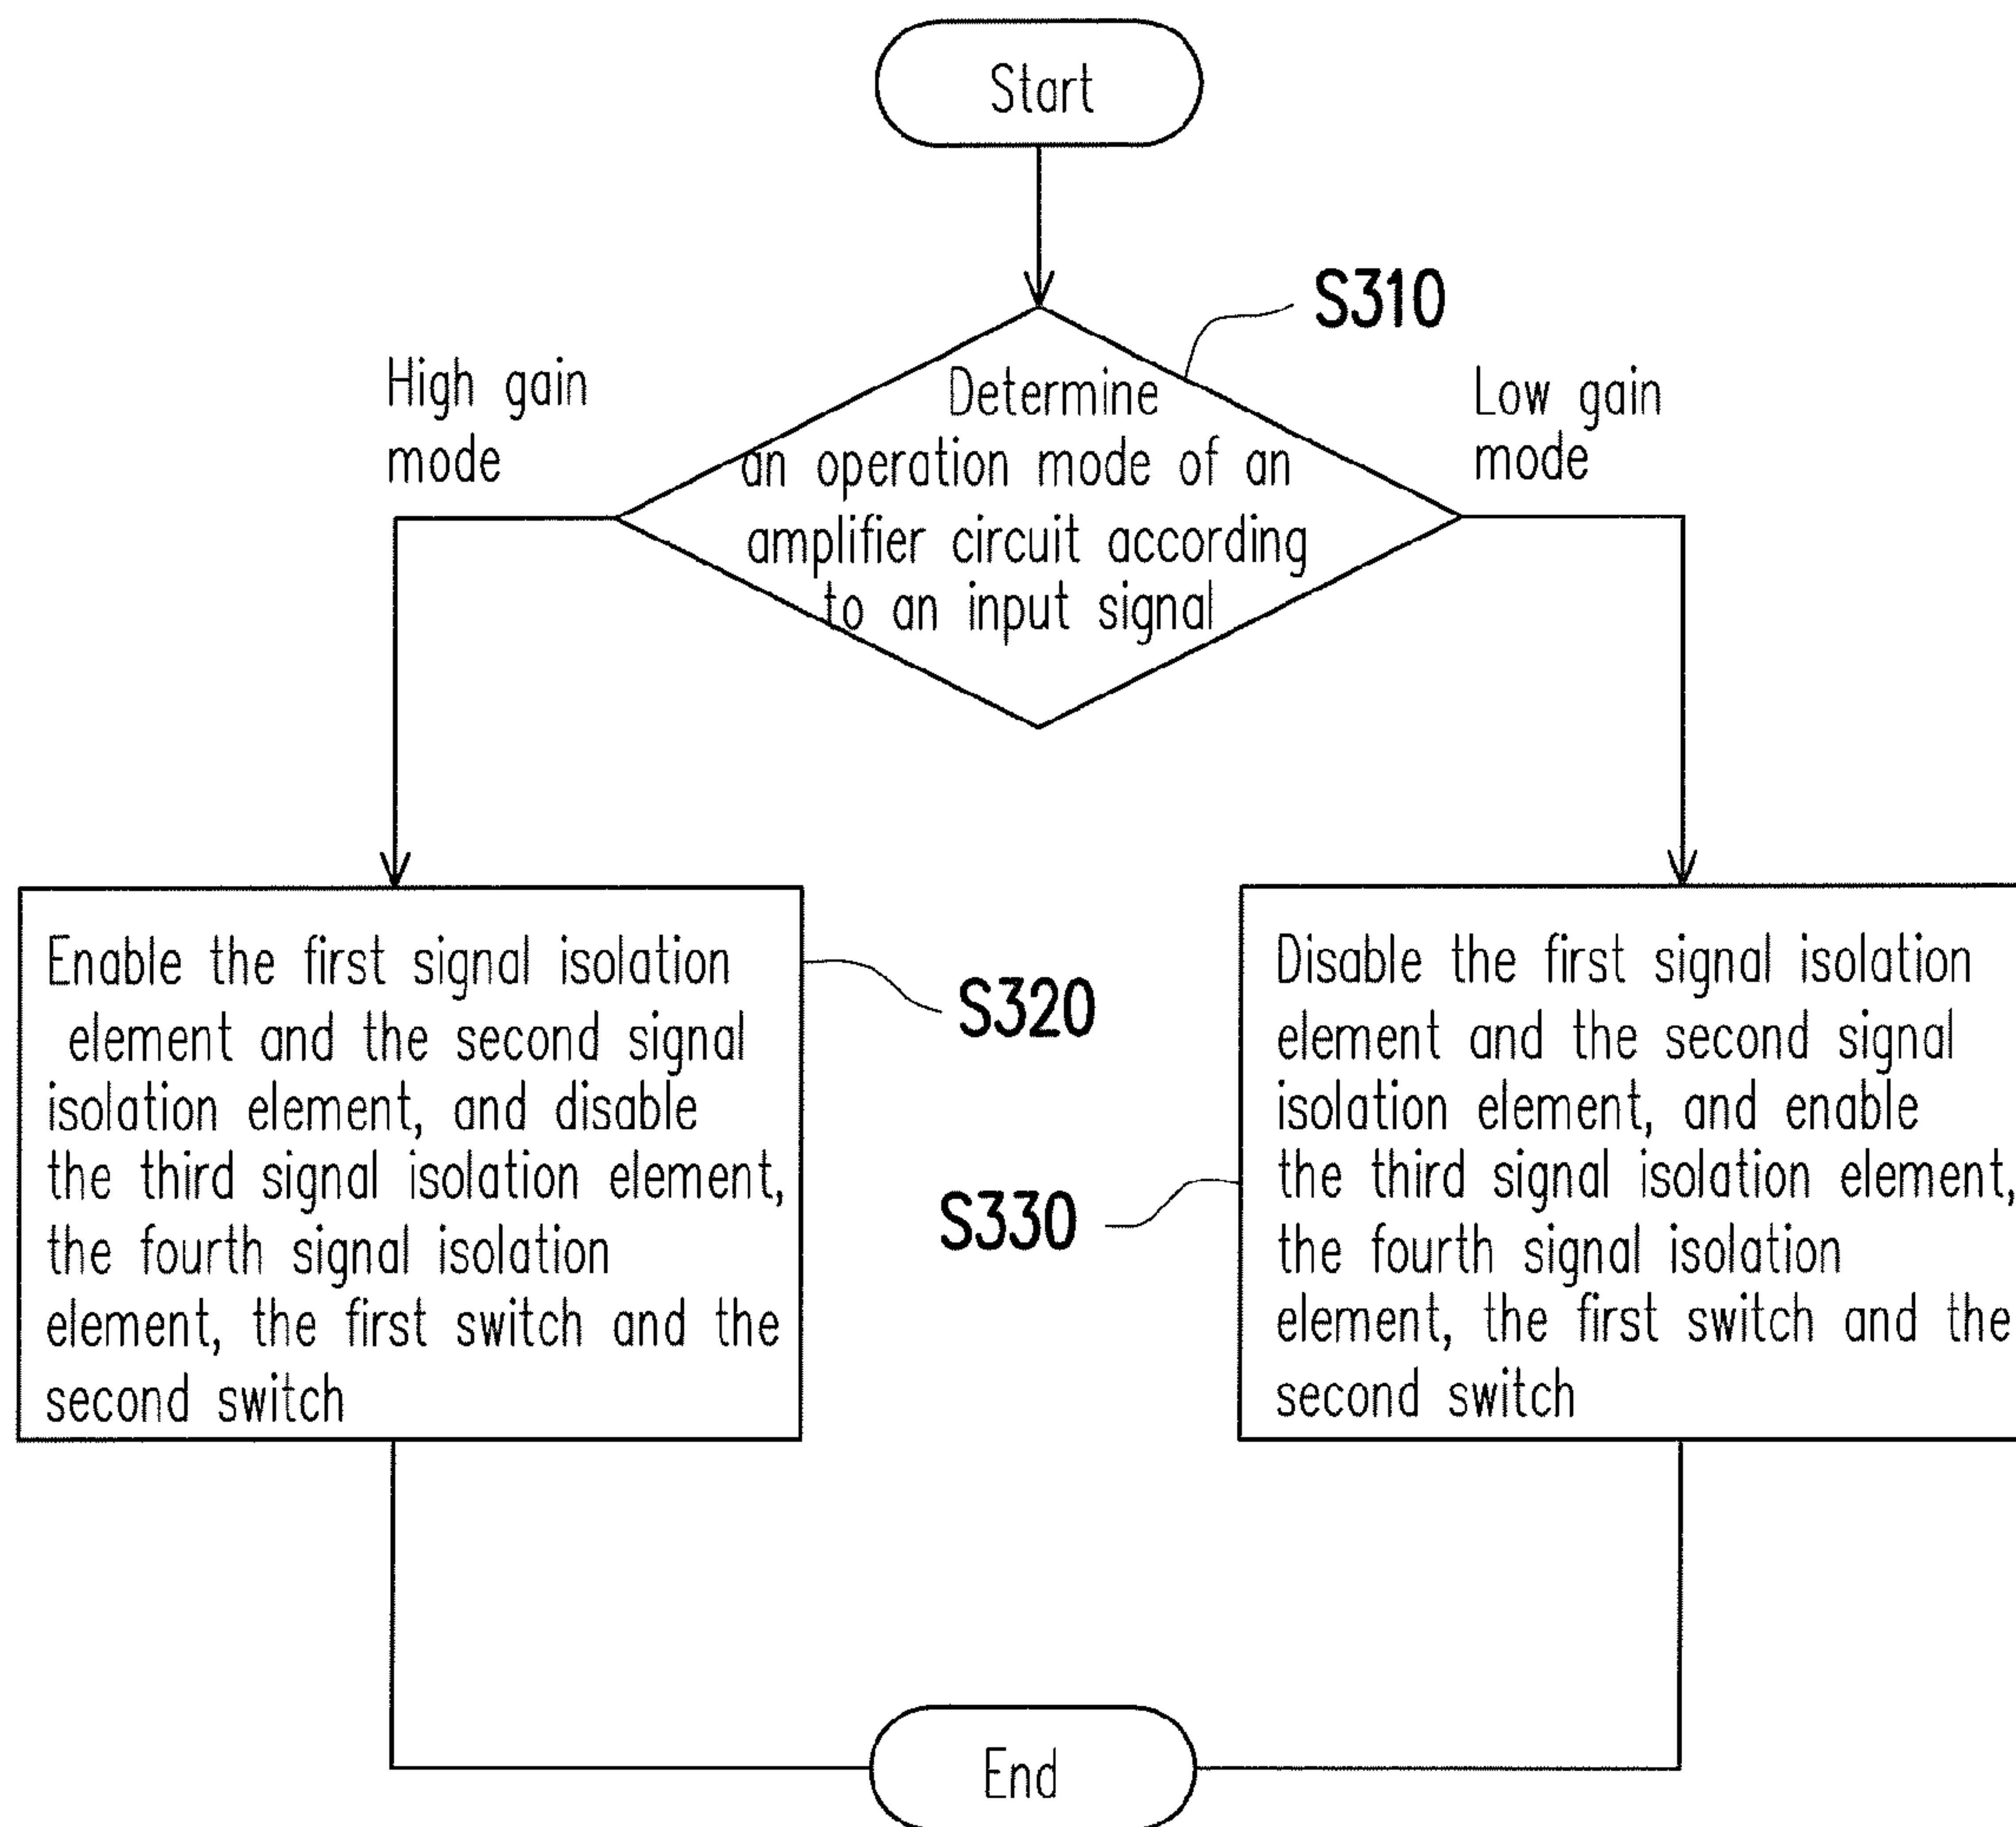 Start
S310
High gain
mode
Determine
an operation mode of an
amplifier circuit according
to an input signal
Low gain
mode
Enable the first signal isolation
element and the second signal
isolation element, and disable
the third signal isolation element,
the fourth signal isolation
element, the first switch and the
second switch
S320
S330
Disable the first signal isolation
element and the second signal
isolation element, and enable
the third signal isolation element,
the fourth signal isolation
element, the first switch and the
second switch
End